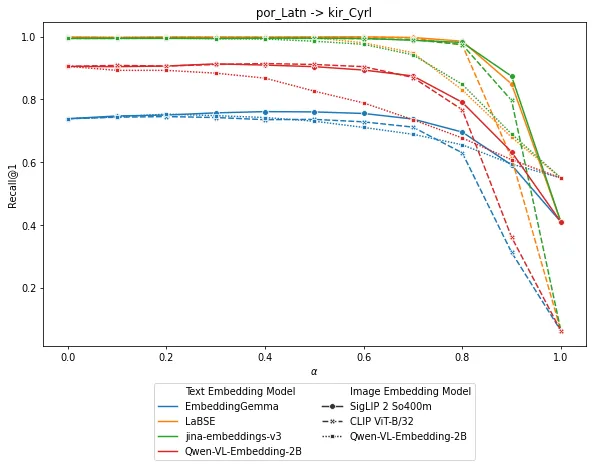 por_Latn -> kir_Cyrl
Recall@1
1.0
0.8
0.6
0.4
0.2
0.0 0.2 0.4 0.6 0.8 1.0
α
Text Embedding Model Image Embedding Model
EmbeddingGemma SigLIP 2 So400m
LaBSE CLIP ViT-B/32
jina-embeddings-v3 Qwen-VL-Embedding-2B
Qwen-VL-Embedding-2B